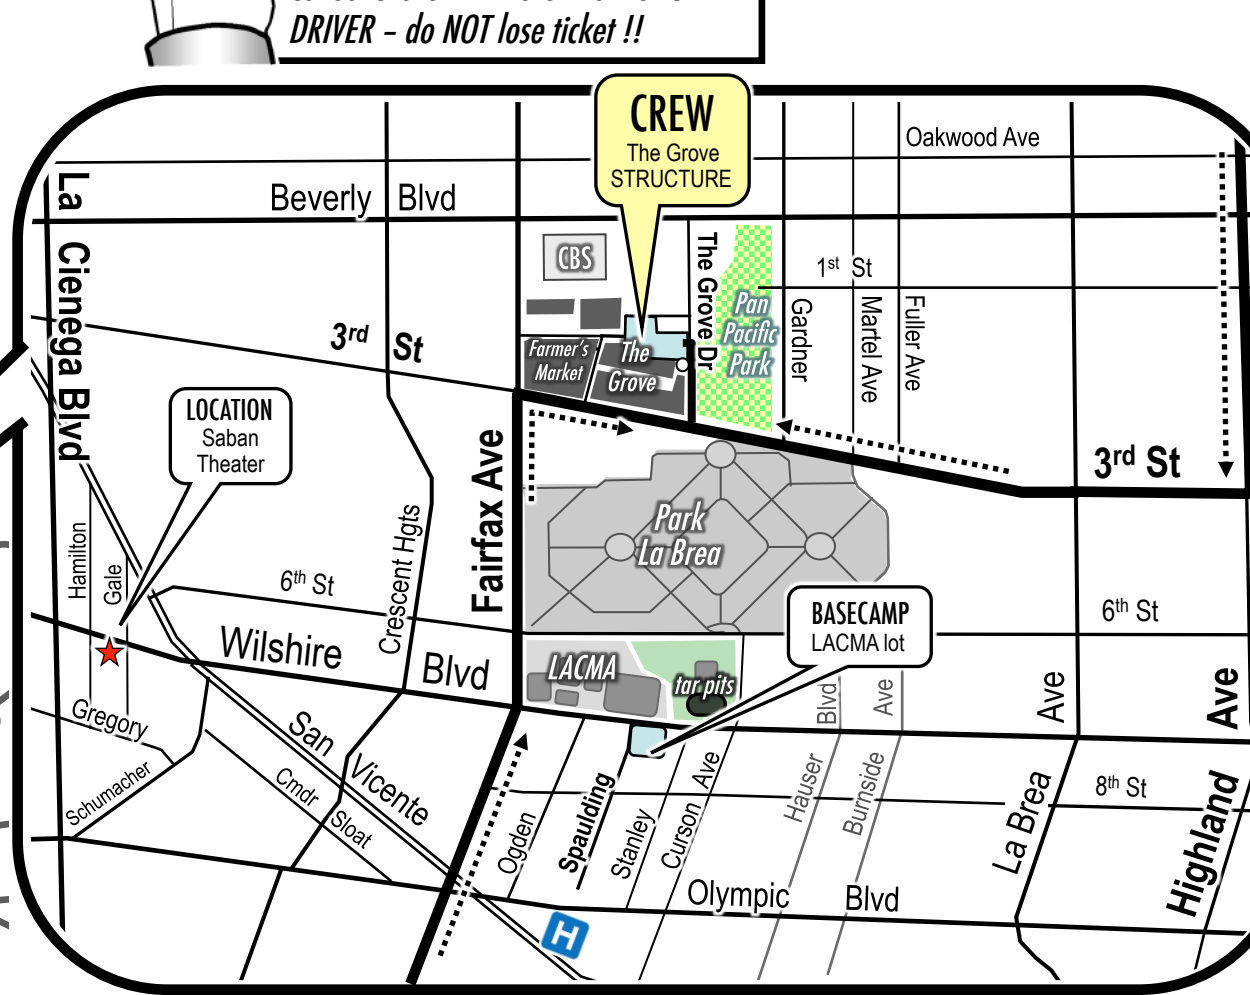 DRIVER – do NOT lose ticket !!
CREW
The Grove
STRUCTURE
Oakwood Ave
La Cienega Blvd
Beverly Blvd
CBS
The Grove Dr
1st St
Pan
Pacific
Park
Gardner
Martel Ave
Fuller Ave
3rd St
Farmer's
Market
The
Grove
LOCATION
Saban
Theater
Fairfax Ave
3rd St
Park
La Brea
Hamilton
Gale
6th St
Crescent Hgts
BASECAMP
LACMA lot
6th St
Wilshire Blvd
LACMA
tar pits
Gregory
San Vicente
Schumacher
Cmdr Sloat
Ogden
Spaulding
Stanley
Curson Ave
Hauser Blvd
Burnside Ave
La Brea Ave
8th St
Highland Ave
Olympic Blvd
H